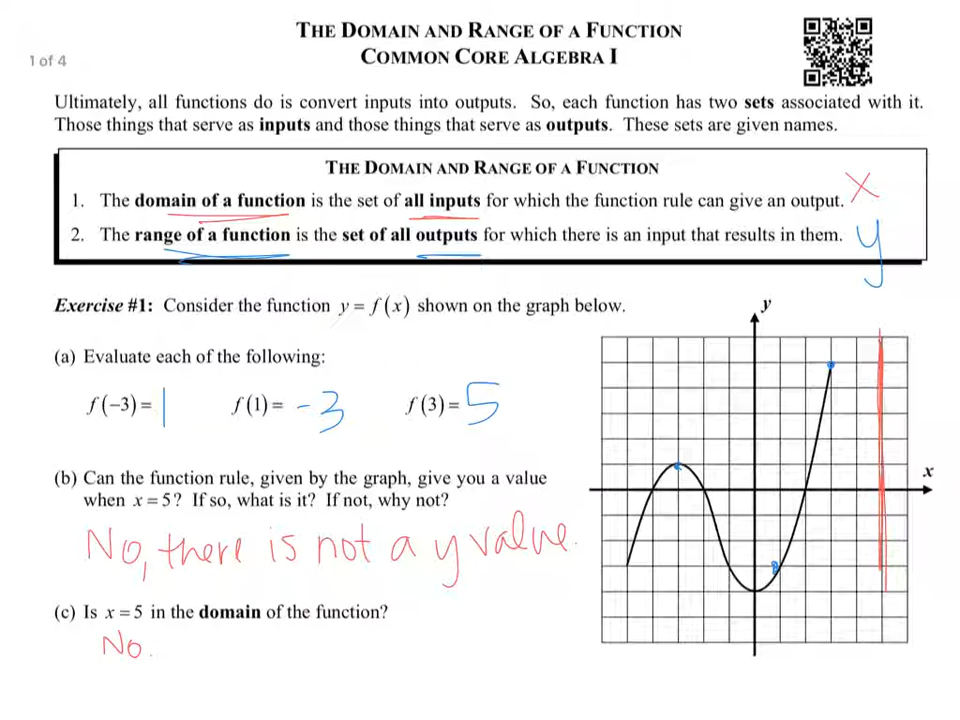 THE DOMAIN AND RANGE OF A FUNCTION
COMMON CORE ALGEBRA I
1 of 4
Ultimately, all functions do is convert inputs into outputs. So, each function has two sets associated with it.
Those things that serve as inputs and those things that serve as outputs. These sets are given names.
THE DOMAIN AND RANGE OF A FUNCTION
1. The domain of a function is the set of all inputs for which the function rule can give an output. X
2. The range of a function is the set of all outputs for which there is an input that results in them. y
Exercise #1: Consider the function y = f(x) shown on the graph below.
y
(a) Evaluate each of the following:
f(−3) = 1 f(1) = -3 f(3) = 5
x
(b) Can the function rule, given by the graph, give you a value
when x = 5? If so, what is it? If not, why not?
No, there is not a y value.
(c) Is x = 5 in the domain of the function?
No.